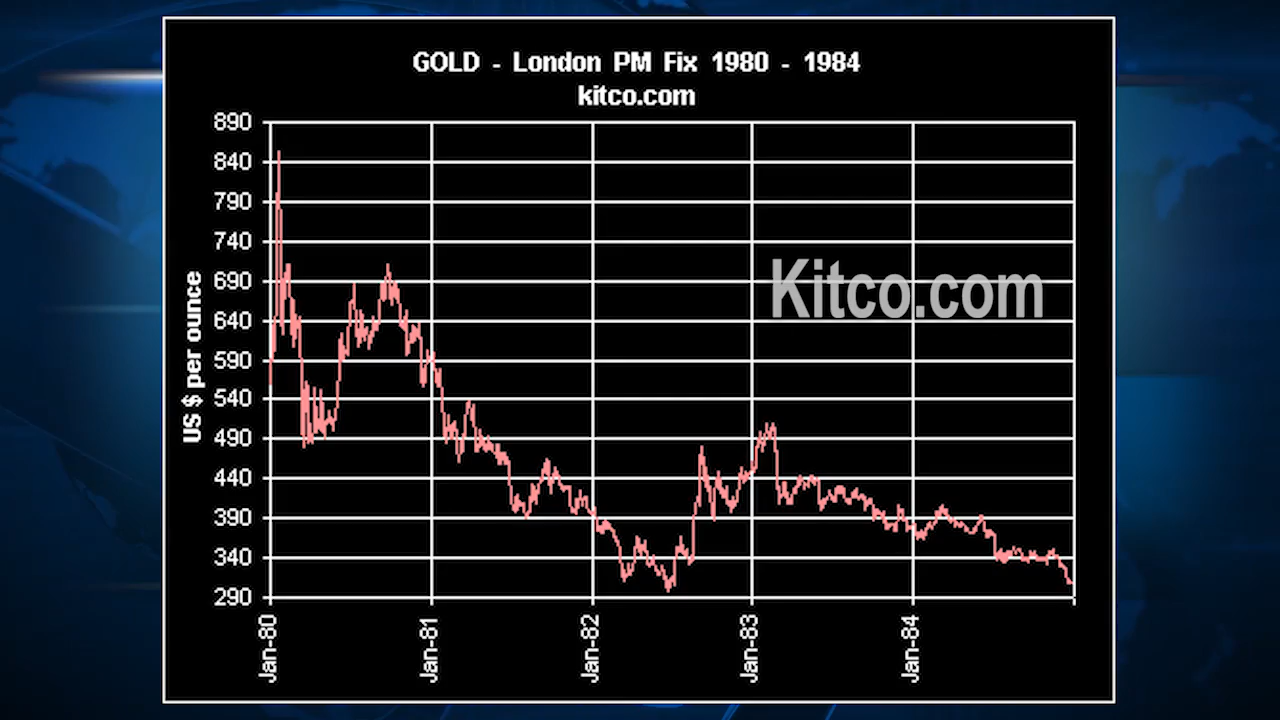 GOLD - London PM Fix 1980 - 1984
kitco.com
890
840
790
740
690
640
590
540
490
440
390
340
290
US $ per ounce
Kitco.com
Jan-80
Jan-81
Jan-82
Jan-83
Jan-84